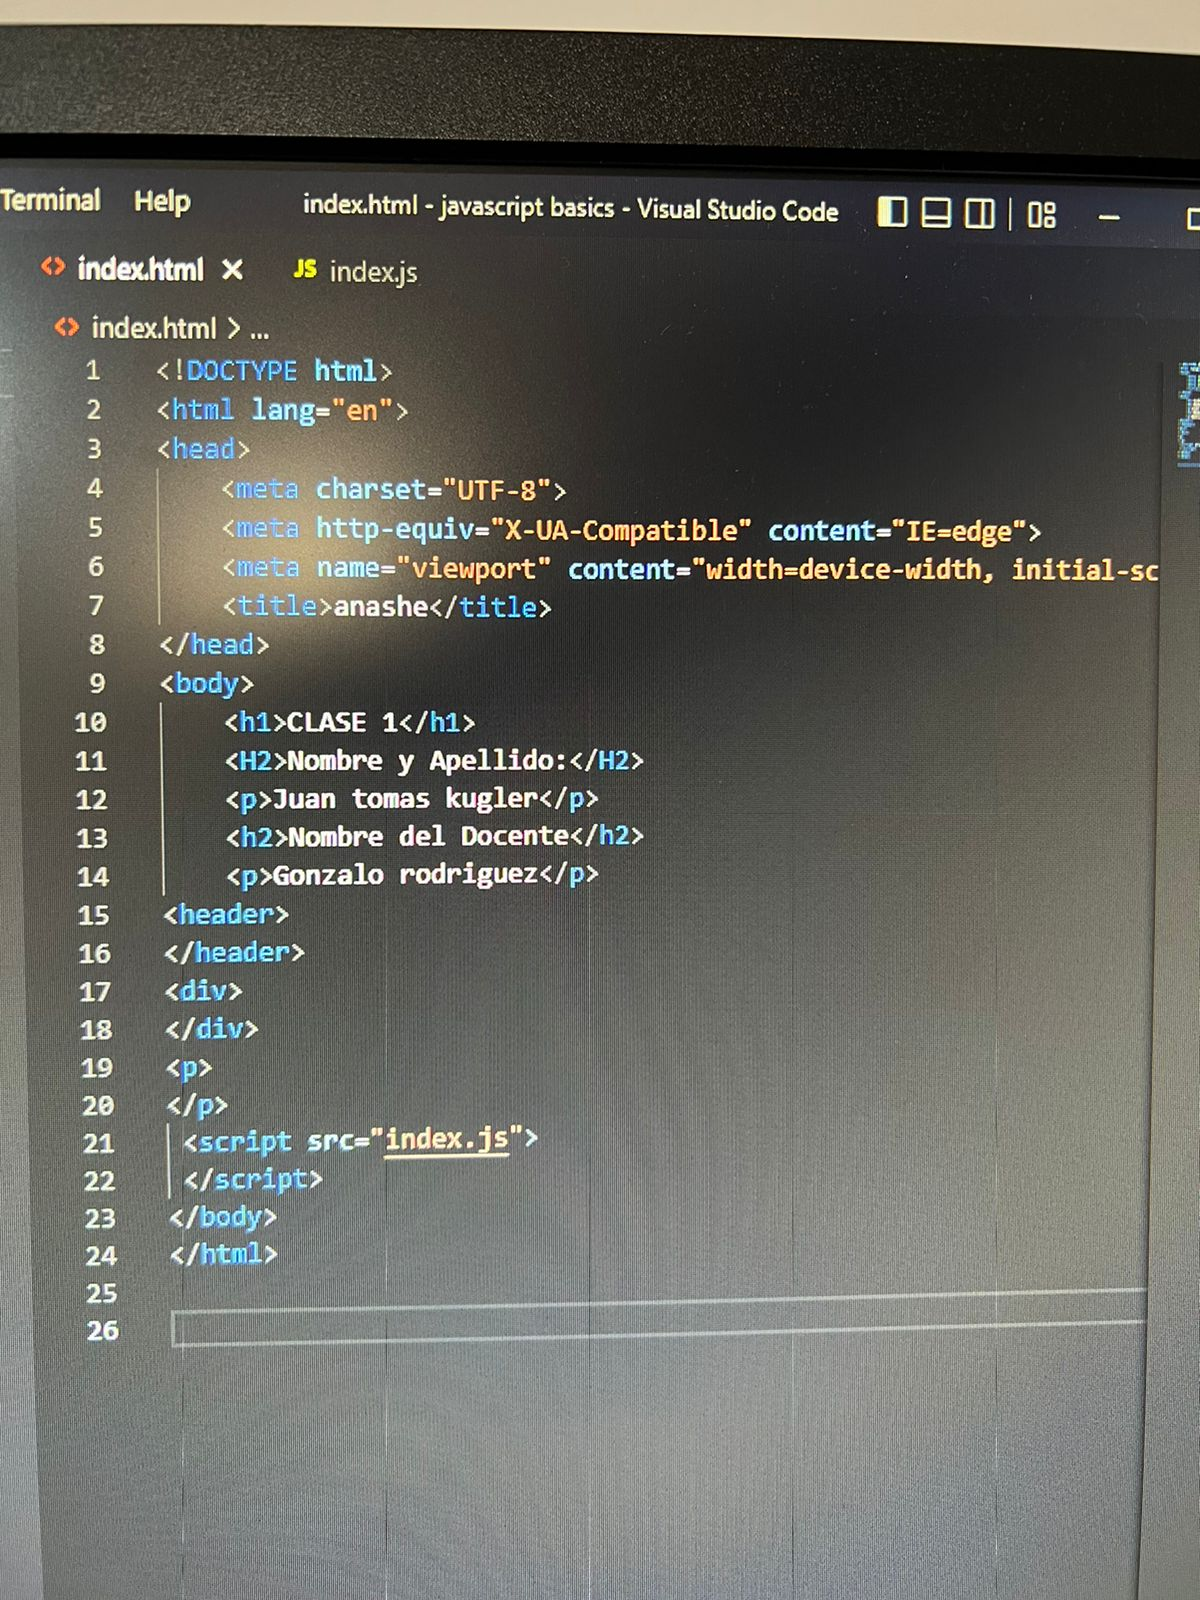 Terminal Help index.html - javascript basics - Visual Studio Code
index.html JS index.js
index.html > ...
1 <!DOCTYPE html>
2 <html lang="en">
3 <head>
4 <meta charset="UTF-8">
5 <meta http-equiv="X-UA-Compatible" content="IE=edge">
6 <meta name="viewport" content="width=device-width, initial-sc
7 <title>anashe</title>
8 </head>
9 <body>
10 <h1>CLASE 1</h1>
11 <H2>Nombre y Apellido:</H2>
12 <p>Juan tomas kugler</p>
13 <h2>Nombre del Docente</h2>
14 <p>Gonzalo rodriguez</p>
15 <header>
16 </header>
17 <div>
18 </div>
19 <p>
20 </p>
21 <script src="index.js">
22 </script>
23 </body>
24 </html>
25
26